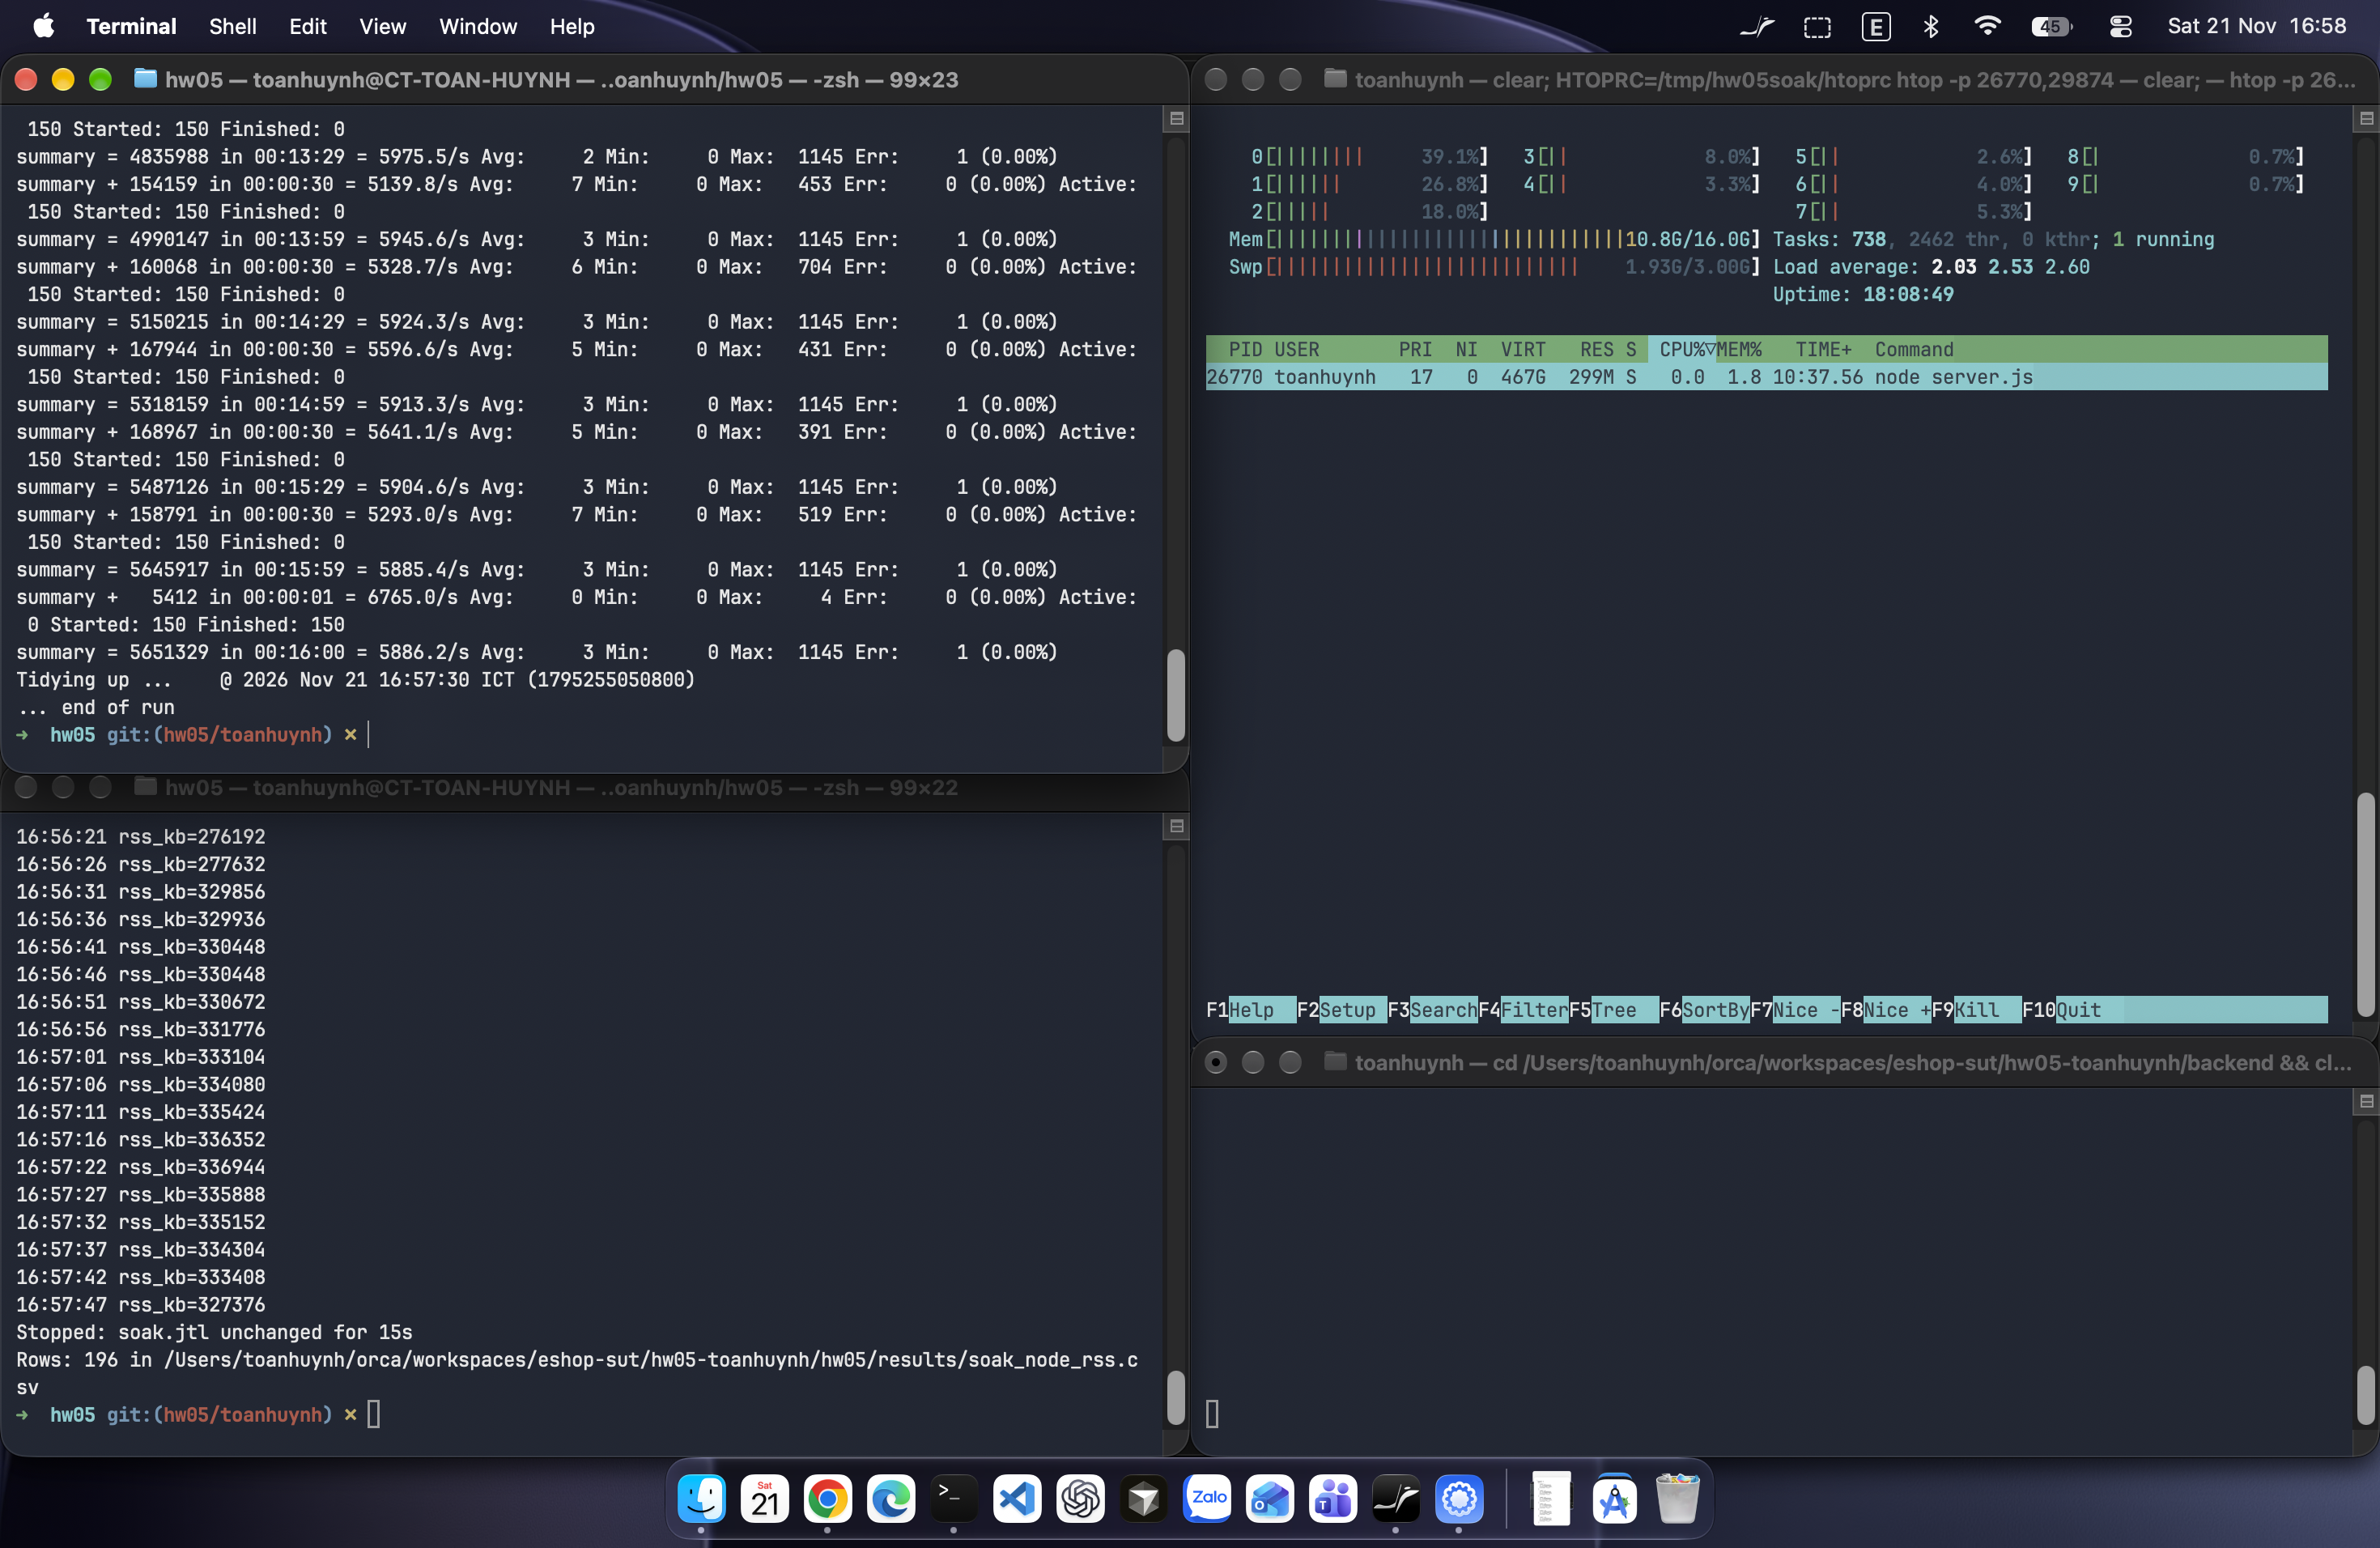 Terminal Shell Edit View Window Help E 45 Sat 21 Nov 16:58
hw05 — toanhuynh@CT-TOAN-HUYNH — ..oanhuynh/hw05 — -zsh — 99×23
150 Started: 150 Finished: 0
summary = 4835988 in 00:13:29 = 5975.5/s Avg: 2 Min: 0 Max: 1145 Err: 1 (0.00%)
summary + 154159 in 00:00:30 = 5139.8/s Avg: 7 Min: 0 Max: 453 Err: 0 (0.00%) Active:
150 Started: 150 Finished: 0
summary = 4990147 in 00:13:59 = 5945.6/s Avg: 3 Min: 0 Max: 1145 Err: 1 (0.00%)
summary + 160068 in 00:00:30 = 5328.7/s Avg: 6 Min: 0 Max: 704 Err: 0 (0.00%) Active:
150 Started: 150 Finished: 0
summary = 5150215 in 00:14:29 = 5924.3/s Avg: 3 Min: 0 Max: 1145 Err: 1 (0.00%)
summary + 167944 in 00:00:30 = 5596.6/s Avg: 5 Min: 0 Max: 431 Err: 0 (0.00%) Active:
150 Started: 150 Finished: 0
summary = 5318159 in 00:14:59 = 5913.3/s Avg: 3 Min: 0 Max: 1145 Err: 1 (0.00%)
summary + 168967 in 00:00:30 = 5641.1/s Avg: 5 Min: 0 Max: 391 Err: 0 (0.00%) Active:
150 Started: 150 Finished: 0
summary = 5487126 in 00:15:29 = 5904.6/s Avg: 3 Min: 0 Max: 1145 Err: 1 (0.00%)
summary + 158791 in 00:00:30 = 5293.0/s Avg: 7 Min: 0 Max: 519 Err: 0 (0.00%) Active:
150 Started: 150 Finished: 0
summary = 5645917 in 00:15:59 = 5885.4/s Avg: 3 Min: 0 Max: 1145 Err: 1 (0.00%)
summary + 5412 in 00:00:01 = 6765.0/s Avg: 0 Min: 0 Max: 4 Err: 0 (0.00%) Active:
0 Started: 150 Finished: 150
summary = 5651329 in 00:16:00 = 5886.2/s Avg: 3 Min: 0 Max: 1145 Err: 1 (0.00%)
Tidying up ... @ 2026 Nov 21 16:57:30 ICT (1795255050800)
... end of run
➜ hw05 git:(hw05/toanhuynh) ×
hw05 — toanhuynh@CT-TOAN-HUYNH — ..oanhuynh/hw05 — -zsh — 99×22
16:56:21 rss_kb=276192
16:56:26 rss_kb=277632
16:56:31 rss_kb=329856
16:56:36 rss_kb=329936
16:56:41 rss_kb=330448
16:56:46 rss_kb=330448
16:56:51 rss_kb=330672
16:56:56 rss_kb=331776
16:57:01 rss_kb=333104
16:57:06 rss_kb=334080
16:57:11 rss_kb=335424
16:57:16 rss_kb=336352
16:57:22 rss_kb=336944
16:57:27 rss_kb=335888
16:57:32 rss_kb=335152
16:57:37 rss_kb=334304
16:57:42 rss_kb=333408
16:57:47 rss_kb=327376
Stopped: soak.jtl unchanged for 15s
Rows: 196 in /Users/toanhuynh/orca/workspaces/eshop-sut/hw05-toanhuynh/hw05/results/soak_node_rss.c
sv
➜ hw05 git:(hw05/toanhuynh) ×
toanhuynh — clear; HTOPRC=/tmp/hw05soak/htoprc htop -p 26770,29874 — clear; — htop -p 26...
0[||||||||| 39.1%] 3[|| 8.0%] 5[|| 2.6%] 8[| 0.7%]
1[||||||| 26.8%] 4[|| 3.3%] 6[|| 4.0%] 9[| 0.7%]
2[|||||| 18.0%] 7[|| 5.3%]
Mem[|||||||||||||||||||||||||||||||10.8G/16.0G] Tasks: 738, 2462 thr, 0 kthr; 1 running
Swp[||||||||||||||||||||||||||| 1.93G/3.00G] Load average: 2.03 2.53 2.60
Uptime: 18:08:49
PID USER PRI NI VIRT RES S CPU%▽MEM% TIME+ Command
26770 toanhuynh 17 0 467G 299M S 0.0 1.8 10:37.56 node server.js
F1Help F2Setup F3SearchF4FilterF5Tree F6SortByF7Nice -F8Nice +F9Kill F10Quit
toanhuynh — cd /Users/toanhuynh/orca/workspaces/eshop-sut/hw05-toanhuynh/backend && cl...
Sat
21
>_
Zalo
O
T